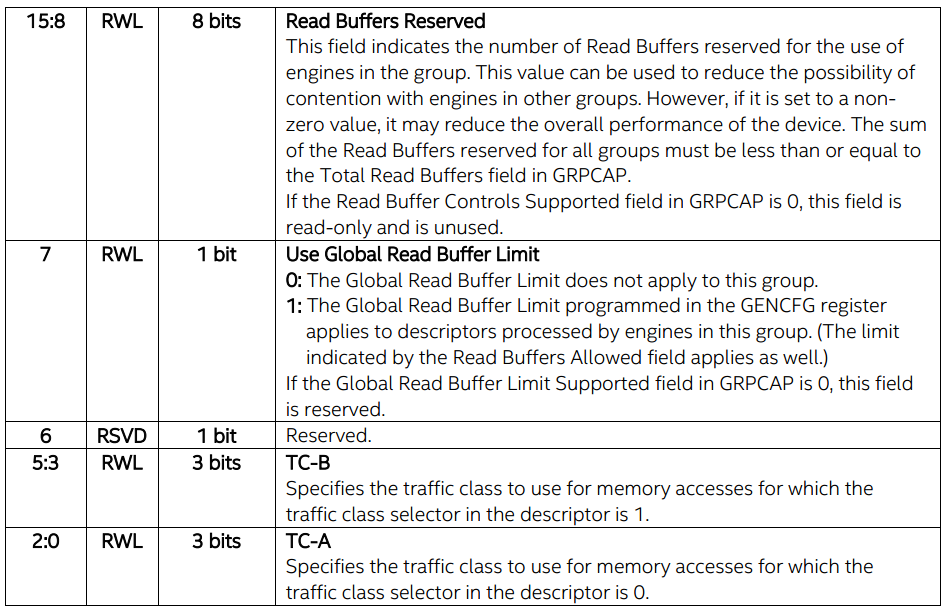 15:8 RWL 8 bits Read Buffers Reserved
This field indicates the number of Read Buffers reserved for the use of
engines in the group. This value can be used to reduce the possibility of
contention with engines in other groups. However, if it is set to a non-
zero value, it may reduce the overall performance of the device. The sum
of the Read Buffers reserved for all groups must be less than or equal to
the Total Read Buffers field in GRPCAP.
If the Read Buffer Controls Supported field in GRPCAP is 0, this field is
read-only and is unused.
7 RWL 1 bit Use Global Read Buffer Limit
0: The Global Read Buffer Limit does not apply to this group.
1: The Global Read Buffer Limit programmed in the GENCFG register
applies to descriptors processed by engines in this group. (The limit
indicated by the Read Buffers Allowed field applies as well.)
If the Global Read Buffer Limit Supported field in GRPCAP is 0, this field
is reserved.
6 RSVD 1 bit Reserved.
5:3 RWL 3 bits TC-B
Specifies the traffic class to use for memory accesses for which the
traffic class selector in the descriptor is 1.
2:0 RWL 3 bits TC-A
Specifies the traffic class to use for memory accesses for which the
traffic class selector in the descriptor is 0.